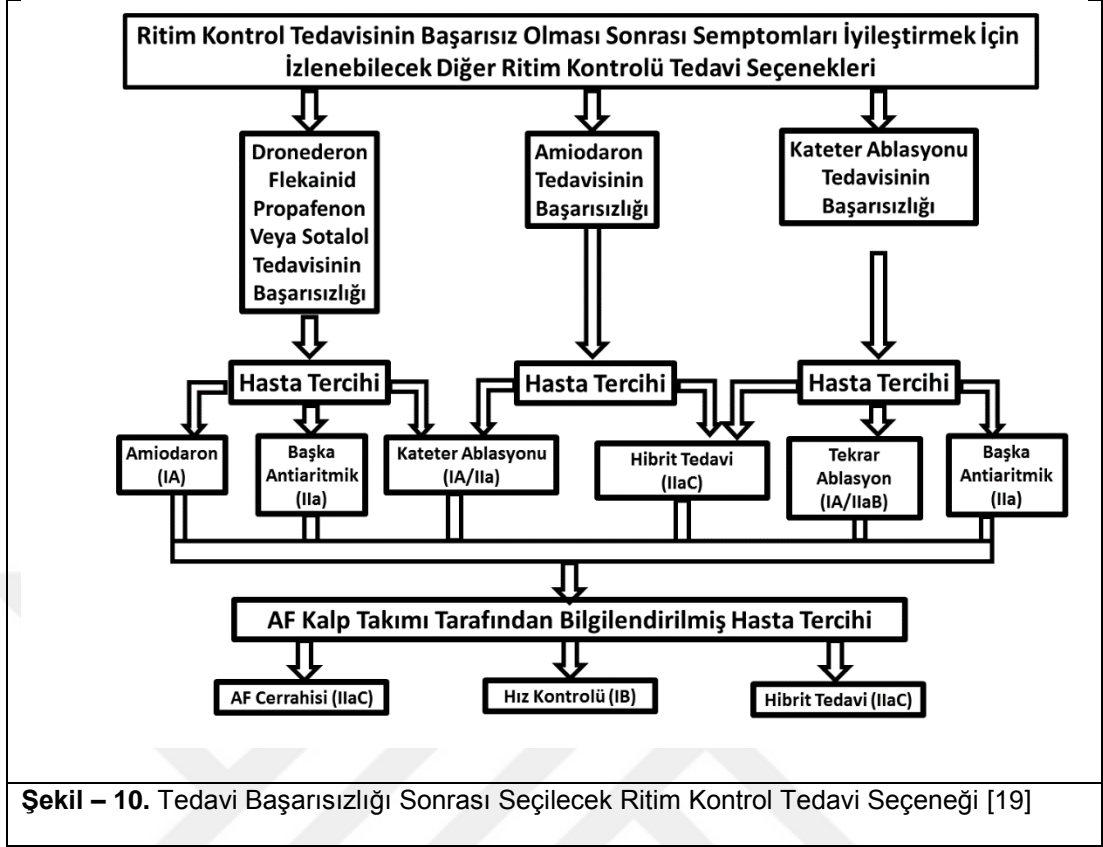 Ritim Kontrol Tedavisinin Başarısız Olması Sonrası Semptomları İyileştirmek İçin
İzlenebilecek Diğer Ritim Kontrolü Tedavi Seçenekleri
Dronederon
Flekainid
Propafenon
Veya Sotalol
Tedavisinin
Başarısızlığı
Amiodaron
Tedavisinin
Başarısızlığı
Kateter Ablasyonu
Tedavisinin
Başarısızlığı
Hasta Tercihi
Hasta Tercihi
Hasta Tercihi
Amiodaron
(IA)
Başka
Antiaritmik
(IIa)
Kateter Ablasyonu
(IA/IIa)
Hibrit Tedavi
(IIaC)
Tekrar
Ablasyon
(IA/IIaB)
Başka
Antiaritmik
(IIa)
AF Kalp Takımı Tarafından Bilgilendirilmiş Hasta Tercihi
AF Cerrahisi (IIaC)
Hız Kontrolü (IB)
Hibrit Tedavi (IIaC)
Şekil – 10. Tedavi Başarısızlığı Sonrası Seçilecek Ritim Kontrol Tedavi Seçeneği [19]